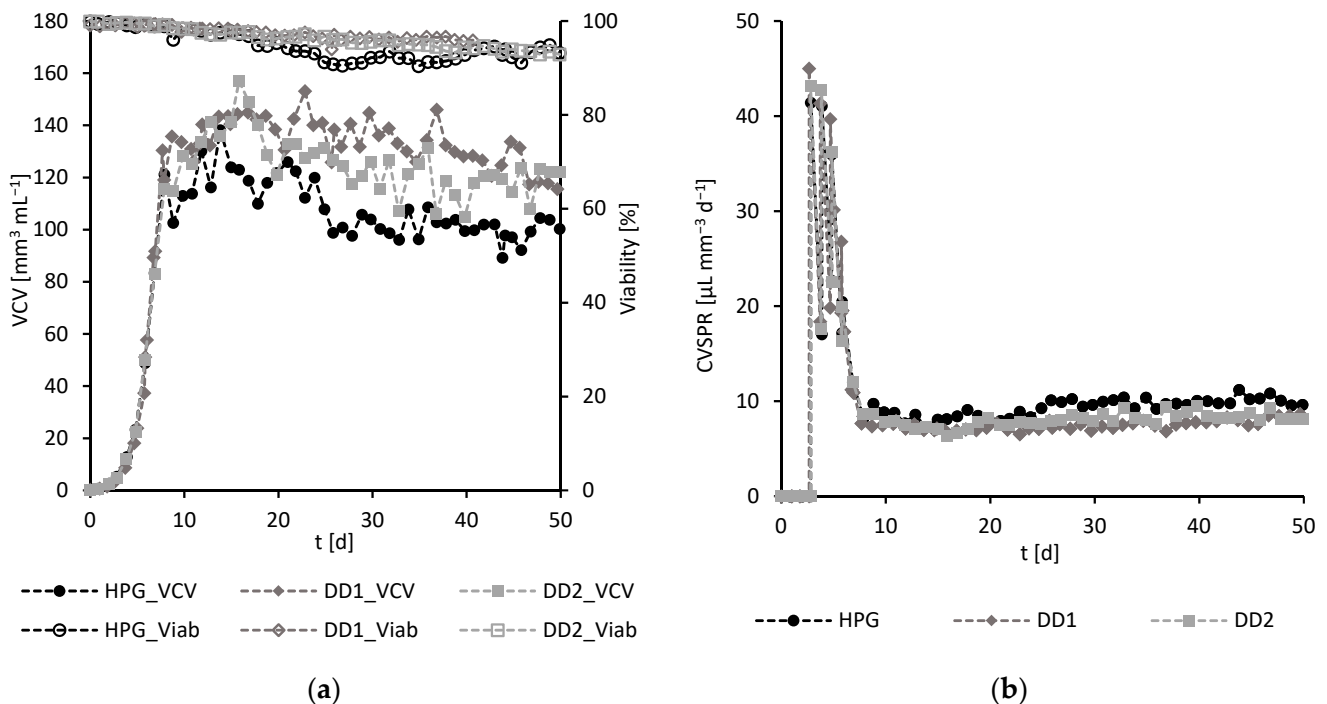 180
160
140
120
100
80
60
40
20
0
VCV [mm³ mL⁻¹]
100
80
60
40
20
0
Viability [%]
0 10 20 30 40 50
t [d]
HPG_VCV DD1_VCV DD2_VCV
HPG_Viab DD1_Viab DD2_Viab
(a)
50
40
30
20
10
0
CVSPR [µL mm⁻³ d⁻¹]
0 10 20 30 40 50
t [d]
HPG DD1 DD2
(b)